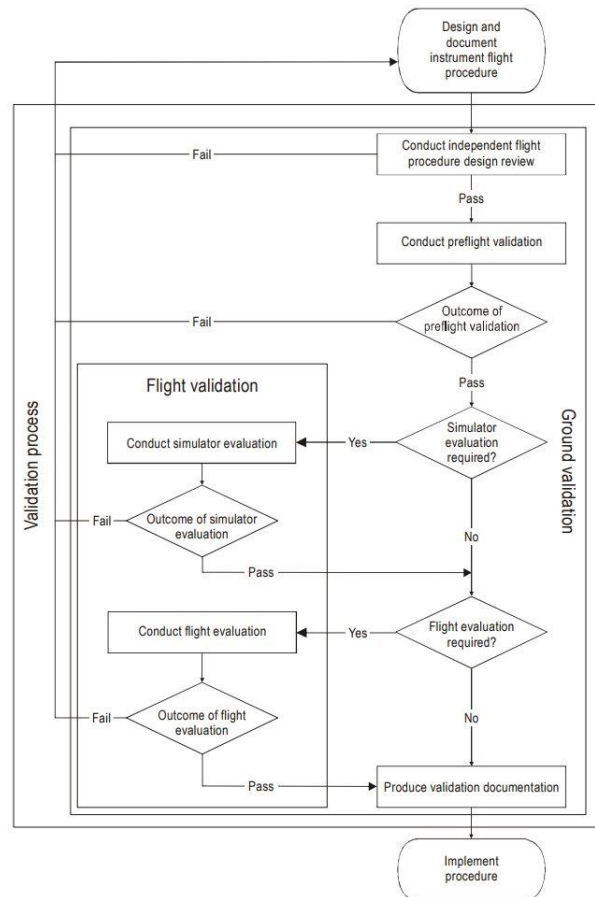 Design and
document
instrument flight
procedure
Fail
Conduct independent flight
procedure design review
Pass
Conduct preflight validation
Fail
Outcome of
preflight validation
Pass
Flight validation
Conduct simulator evaluation
Yes
Simulator
evaluation
required?
Fail
Outcome of simulator
evaluation
No
Pass
Conduct flight evaluation
Yes
Flight evaluation
required?
Fail
Outcome of flight
evaluation
No
Pass
Produce validation documentation
Validation process
Ground validation
Implement
procedure